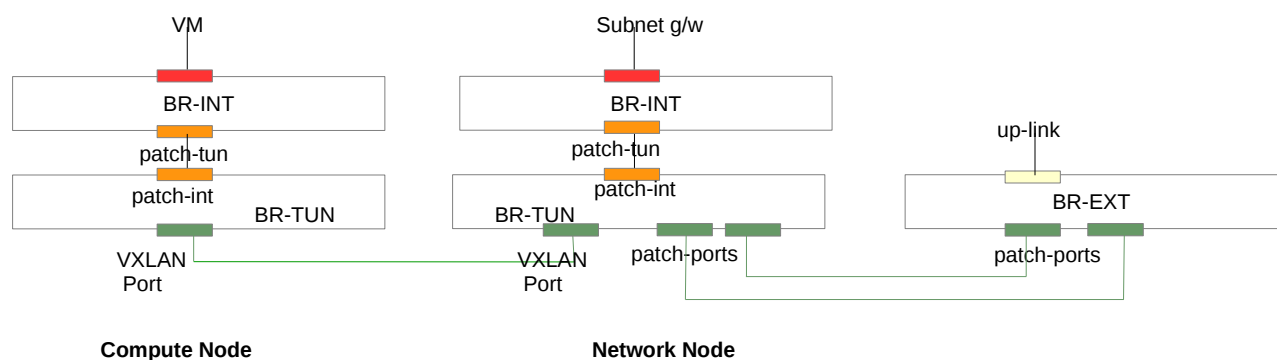 VM
Subnet g/w
BR-INT
BR-INT
up-link
patch-tun
patch-tun
patch-int
patch-int
BR-EXT
BR-TUN
BR-TUN
VXLAN
Port
VXLAN
Port
patch-ports
patch-ports
Compute Node
Network Node